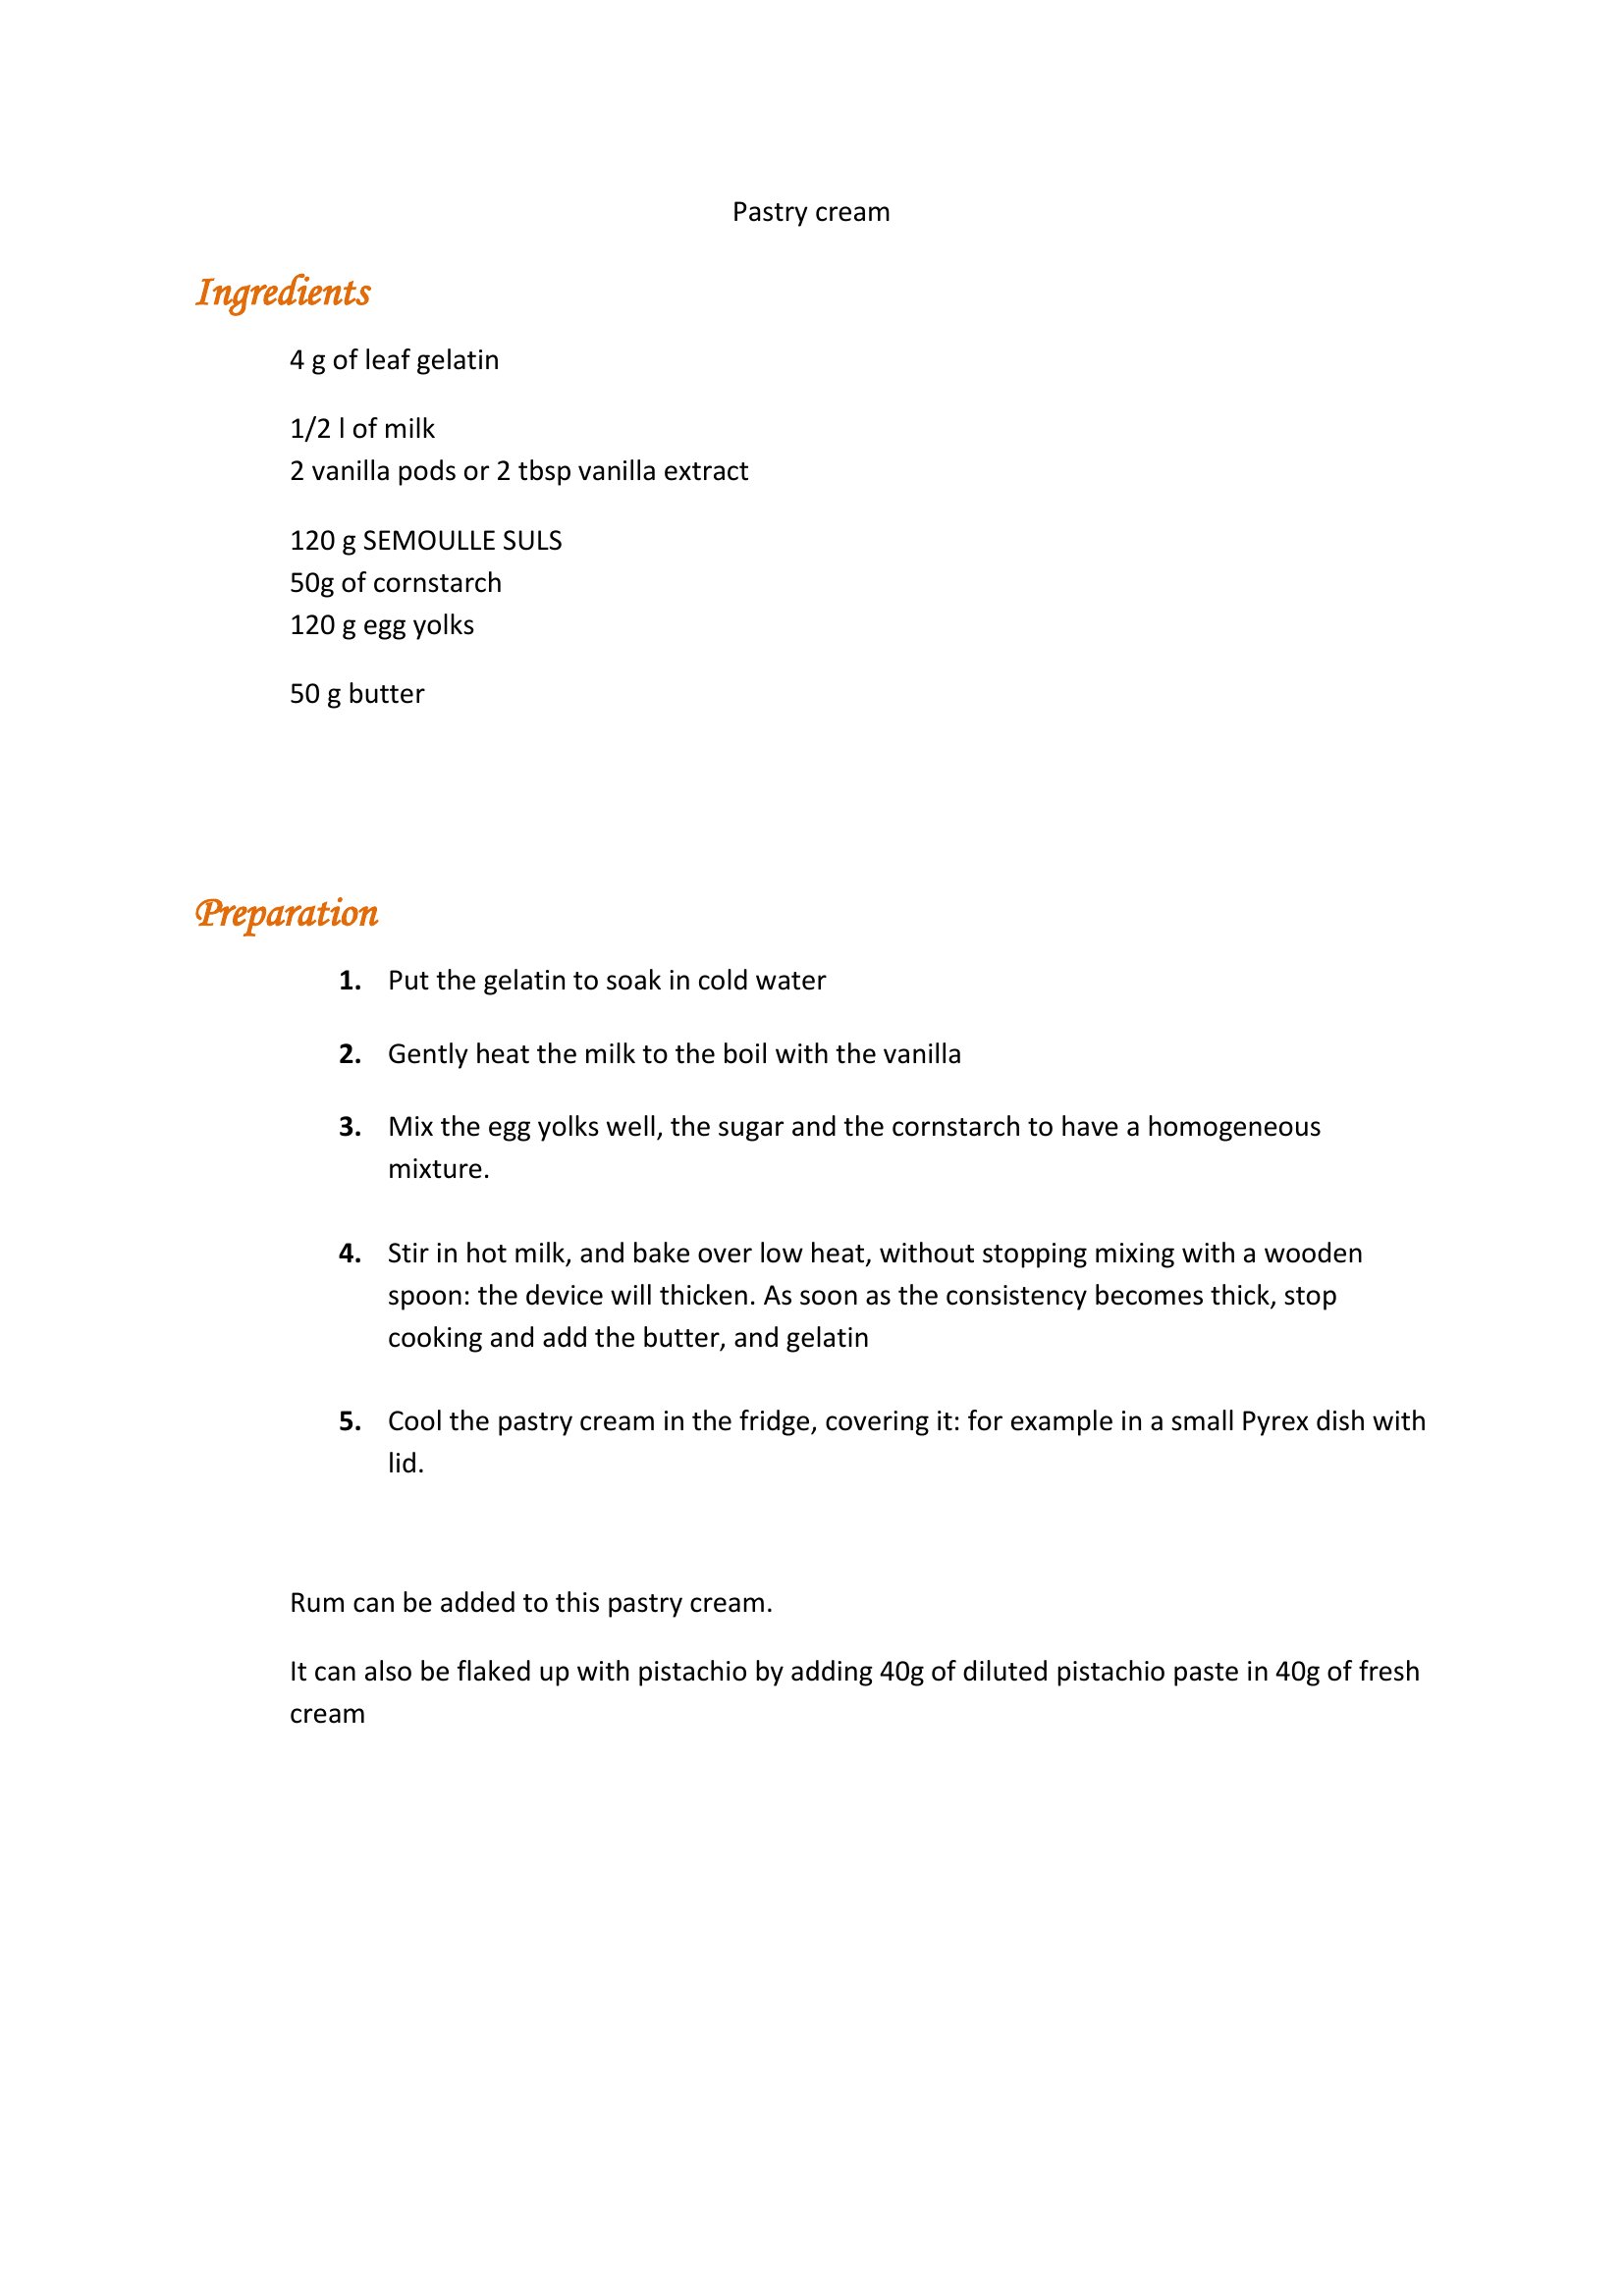 Pastry cream
Ingredients
4 g of leaf gelatin
1/2 l of milk
2 vanilla pods or 2 tbsp vanilla extract
120 g SEMOULLE SULS
50g of cornstarch
120 g egg yolks
50 g butter
Preparation
1. Put the gelatin to soak in cold water
2. Gently heat the milk to the boil with the vanilla
3. Mix the egg yolks well, the sugar and the cornstarch to have a homogeneous
mixture.
4. Stir in hot milk, and bake over low heat, without stopping mixing with a wooden
spoon: the device will thicken. As soon as the consistency becomes thick, stop
cooking and add the butter, and gelatin
5. Cool the pastry cream in the fridge, covering it: for example in a small Pyrex dish with
lid.
Rum can be added to this pastry cream.
It can also be flaked up with pistachio by adding 40g of diluted pistachio paste in 40g of fresh
cream